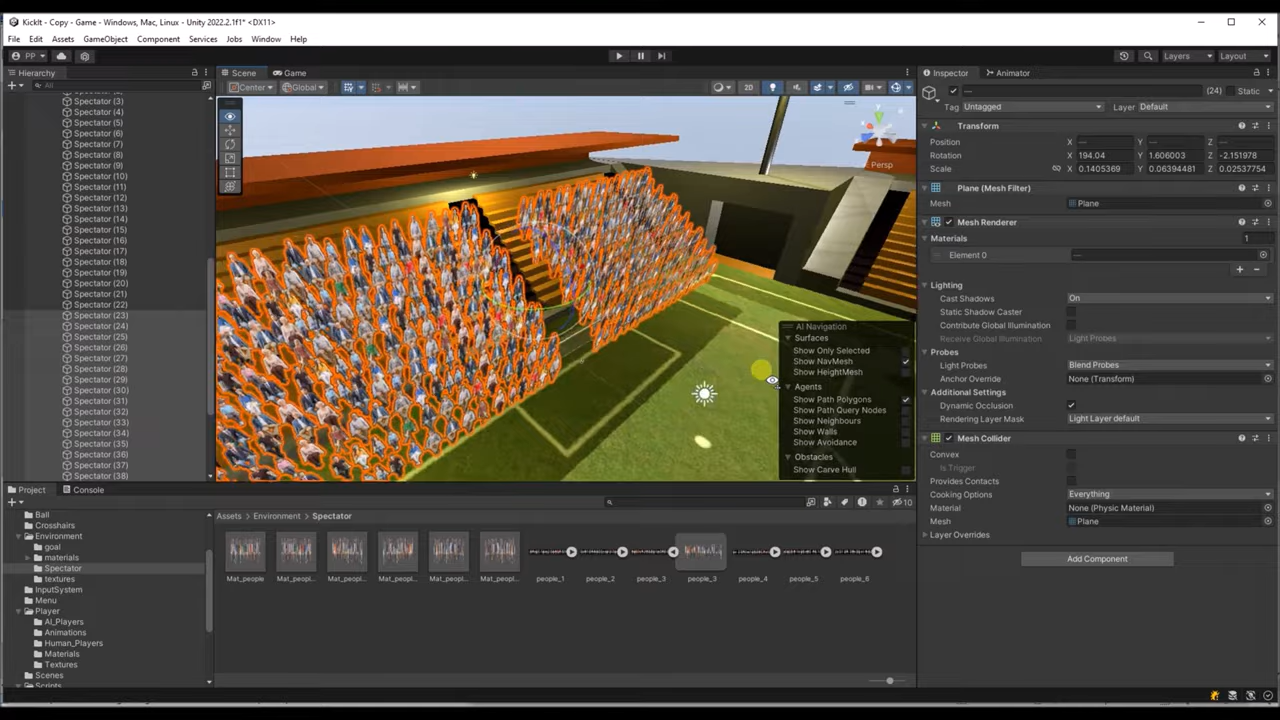 KickIt - Copy - Game - Windows, Mac, Linux - Unity 2022.2.1f1* <DX11>
File Edit Assets GameObject Component Services Jobs Window Help
PP Layers Layout
Hierarchy
All
Spectator (3)
Spectator (4)
Spectator (5)
Spectator (6)
Spectator (7)
Spectator (8)
Spectator (9)
Spectator (10)
Spectator (11)
Spectator (12)
Spectator (13)
Spectator (14)
Spectator (15)
Spectator (16)
Spectator (17)
Spectator (18)
Spectator (19)
Spectator (20)
Spectator (21)
Spectator (22)
Spectator (23)
Spectator (24)
Spectator (25)
Spectator (26)
Spectator (27)
Spectator (28)
Spectator (29)
Spectator (30)
Spectator (31)
Spectator (32)
Spectator (33)
Spectator (34)
Spectator (35)
Spectator (36)
Spectator (37)
Spectator (38)
Scene Game
Center Global 2D
Persp
AI Navigation
Surfaces
Show Only Selected
Show NavMesh
Show HeightMesh
Agents
Show Path Polygons
Show Path Query Nodes
Show Neighbours
Show Walls
Show Avoidance
Obstacles
Show Carve Hull
Inspector Animator
— (24) Static
Tag Untagged Layer Default
Transform
Position X — Y — Z —
Rotation X 194.04 Y 1.606003 Z -2.151978
Scale X 0.1405369 Y 0.06394481 Z 0.02537754
Plane (Mesh Filter)
Mesh Plane
Mesh Renderer
Materials 1
Element 0 —
Lighting
Cast Shadows On
Static Shadow Caster
Contribute Global Illumination
Receive Global Illumination Light Probes
Probes
Light Probes Blend Probes
Anchor Override None (Transform)
Additional Settings
Dynamic Occlusion
Rendering Layer Mask Light Layer default
Mesh Collider
Convex
Is Trigger
Provides Contacts
Cooking Options Everything
Material None (Physic Material)
Mesh Plane
Layer Overrides
Add Component
Project Console
10
Ball
Crosshairs
Environment
goal
materials
Spectator
textures
InputSystem
Menu
Player
AI_Players
Animations
Human_Players
Materials
Textures
Scenes
Scripts
Assets > Environment > Spectator
Mat_people Mat_peopl... Mat_peopl... Mat_peopl... Mat_peopl... Mat_peopl... people_1 people_2 people_3 people_3 people_4 people_5 people_6